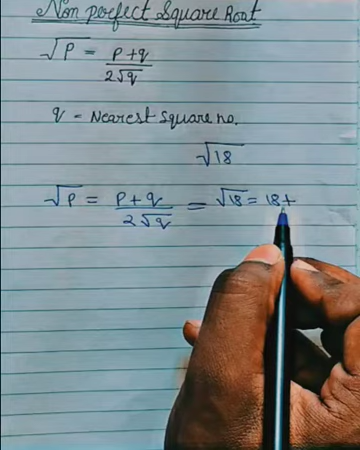 Non perfect Square Root
√P = P+q / 2√q
q = Nearest Square no.
√18
√P = P+q / 2√q = √18 = 18+